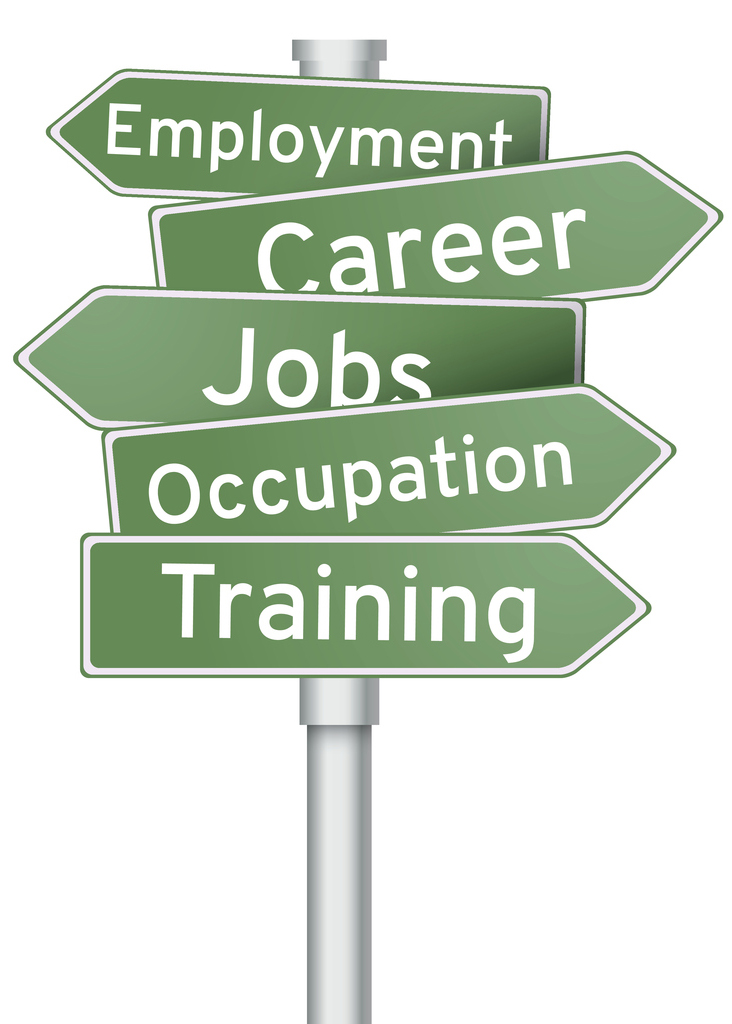 Employment
Career
Jobs
Occupation
Training